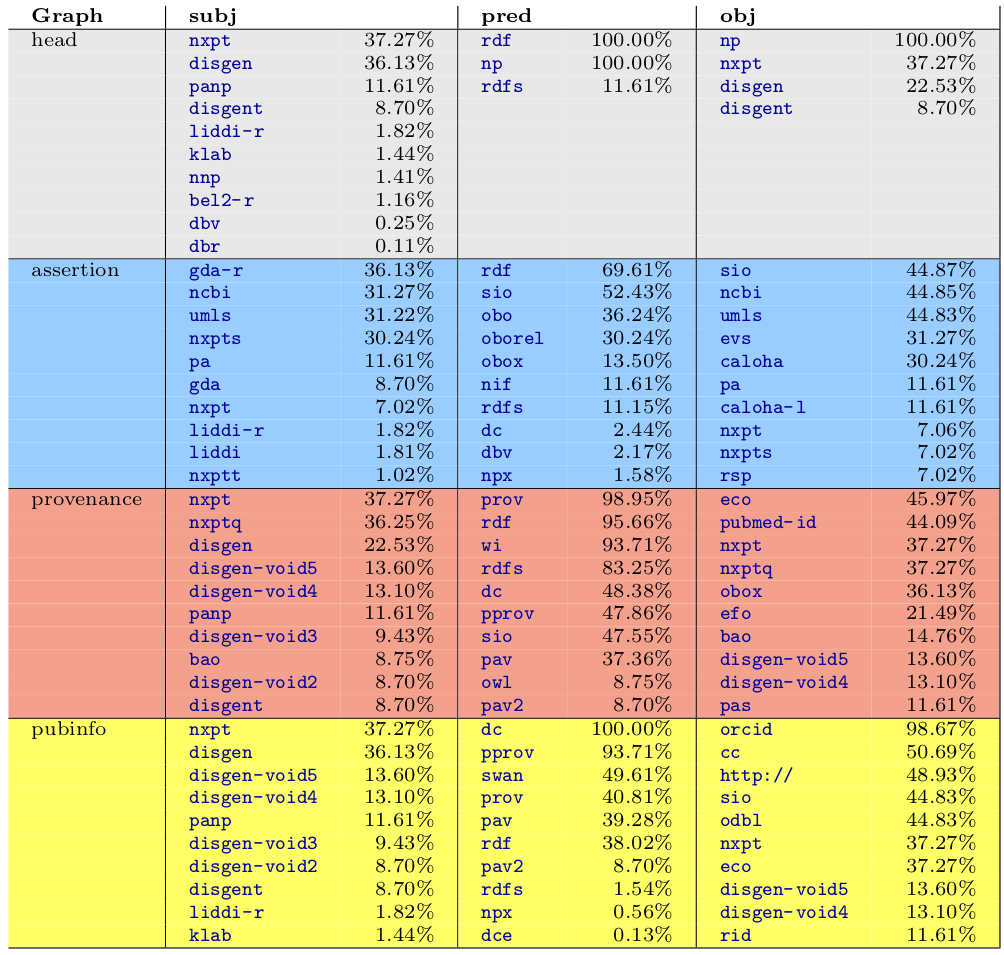 Graph subj pred obj
head nxpt 37.27% rdf 100.00% np 100.00%
disgen 36.13% np 100.00% nxpt 37.27%
panp 11.61% rdfs 11.61% disgen 22.53%
disgent 8.70% disgent 8.70%
liddi-r 1.82%
klab 1.44%
nnp 1.41%
bel2-r 1.16%
dbv 0.25%
dbr 0.11%
assertion gda-r 36.13% rdf 69.61% sio 44.87%
ncbi 31.27% sio 52.43% ncbi 44.85%
umls 31.22% obo 36.24% umls 44.83%
nxpts 30.24% oborel 30.24% evs 31.27%
pa 11.61% obox 13.50% caloha 30.24%
gda 8.70% nif 11.61% pa 11.61%
nxpt 7.02% rdfs 11.15% caloha-l 11.61%
liddi-r 1.82% dc 2.44% nxpt 7.06%
liddi 1.81% dbv 2.17% nxpts 7.02%
nxptt 1.02% npx 1.58% rsp 7.02%
provenance nxpt 37.27% prov 98.95% eco 45.97%
nxptq 36.25% rdf 95.66% pubmed-id 44.09%
disgen 22.53% wi 93.71% nxpt 37.27%
disgen-void5 13.60% rdfs 83.25% nxptq 37.27%
disgen-void4 13.10% dc 48.38% obox 36.13%
panp 11.61% pprov 47.86% efo 21.49%
disgen-void3 9.43% sio 47.55% bao 14.76%
bao 8.75% pav 37.36% disgen-void5 13.60%
disgen-void2 8.70% owl 8.75% disgen-void4 13.10%
disgent 8.70% pav2 8.70% pas 11.61%
pubinfo nxpt 37.27% dc 100.00% orcid 98.67%
disgen 36.13% pprov 93.71% cc 50.69%
disgen-void5 13.60% swan 49.61% http:// 48.93%
disgen-void4 13.10% prov 40.81% sio 44.83%
panp 11.61% pav 39.28% odbl 44.83%
disgen-void3 9.43% rdf 38.02% nxpt 37.27%
disgen-void2 8.70% pav2 8.70% eco 37.27%
disgent 8.70% rdfs 1.54% disgen-void5 13.60%
liddi-r 1.82% npx 0.56% disgen-void4 13.10%
klab 1.44% dce 0.13% rid 11.61%